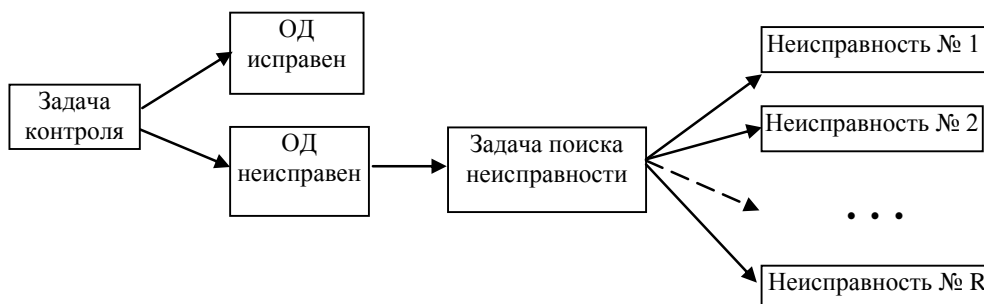 Задача
контроля
ОД
исправен
ОД
неисправен
Задача поиска
неисправности
Неисправность № 1
Неисправность № 2
. . .
Неисправность № R